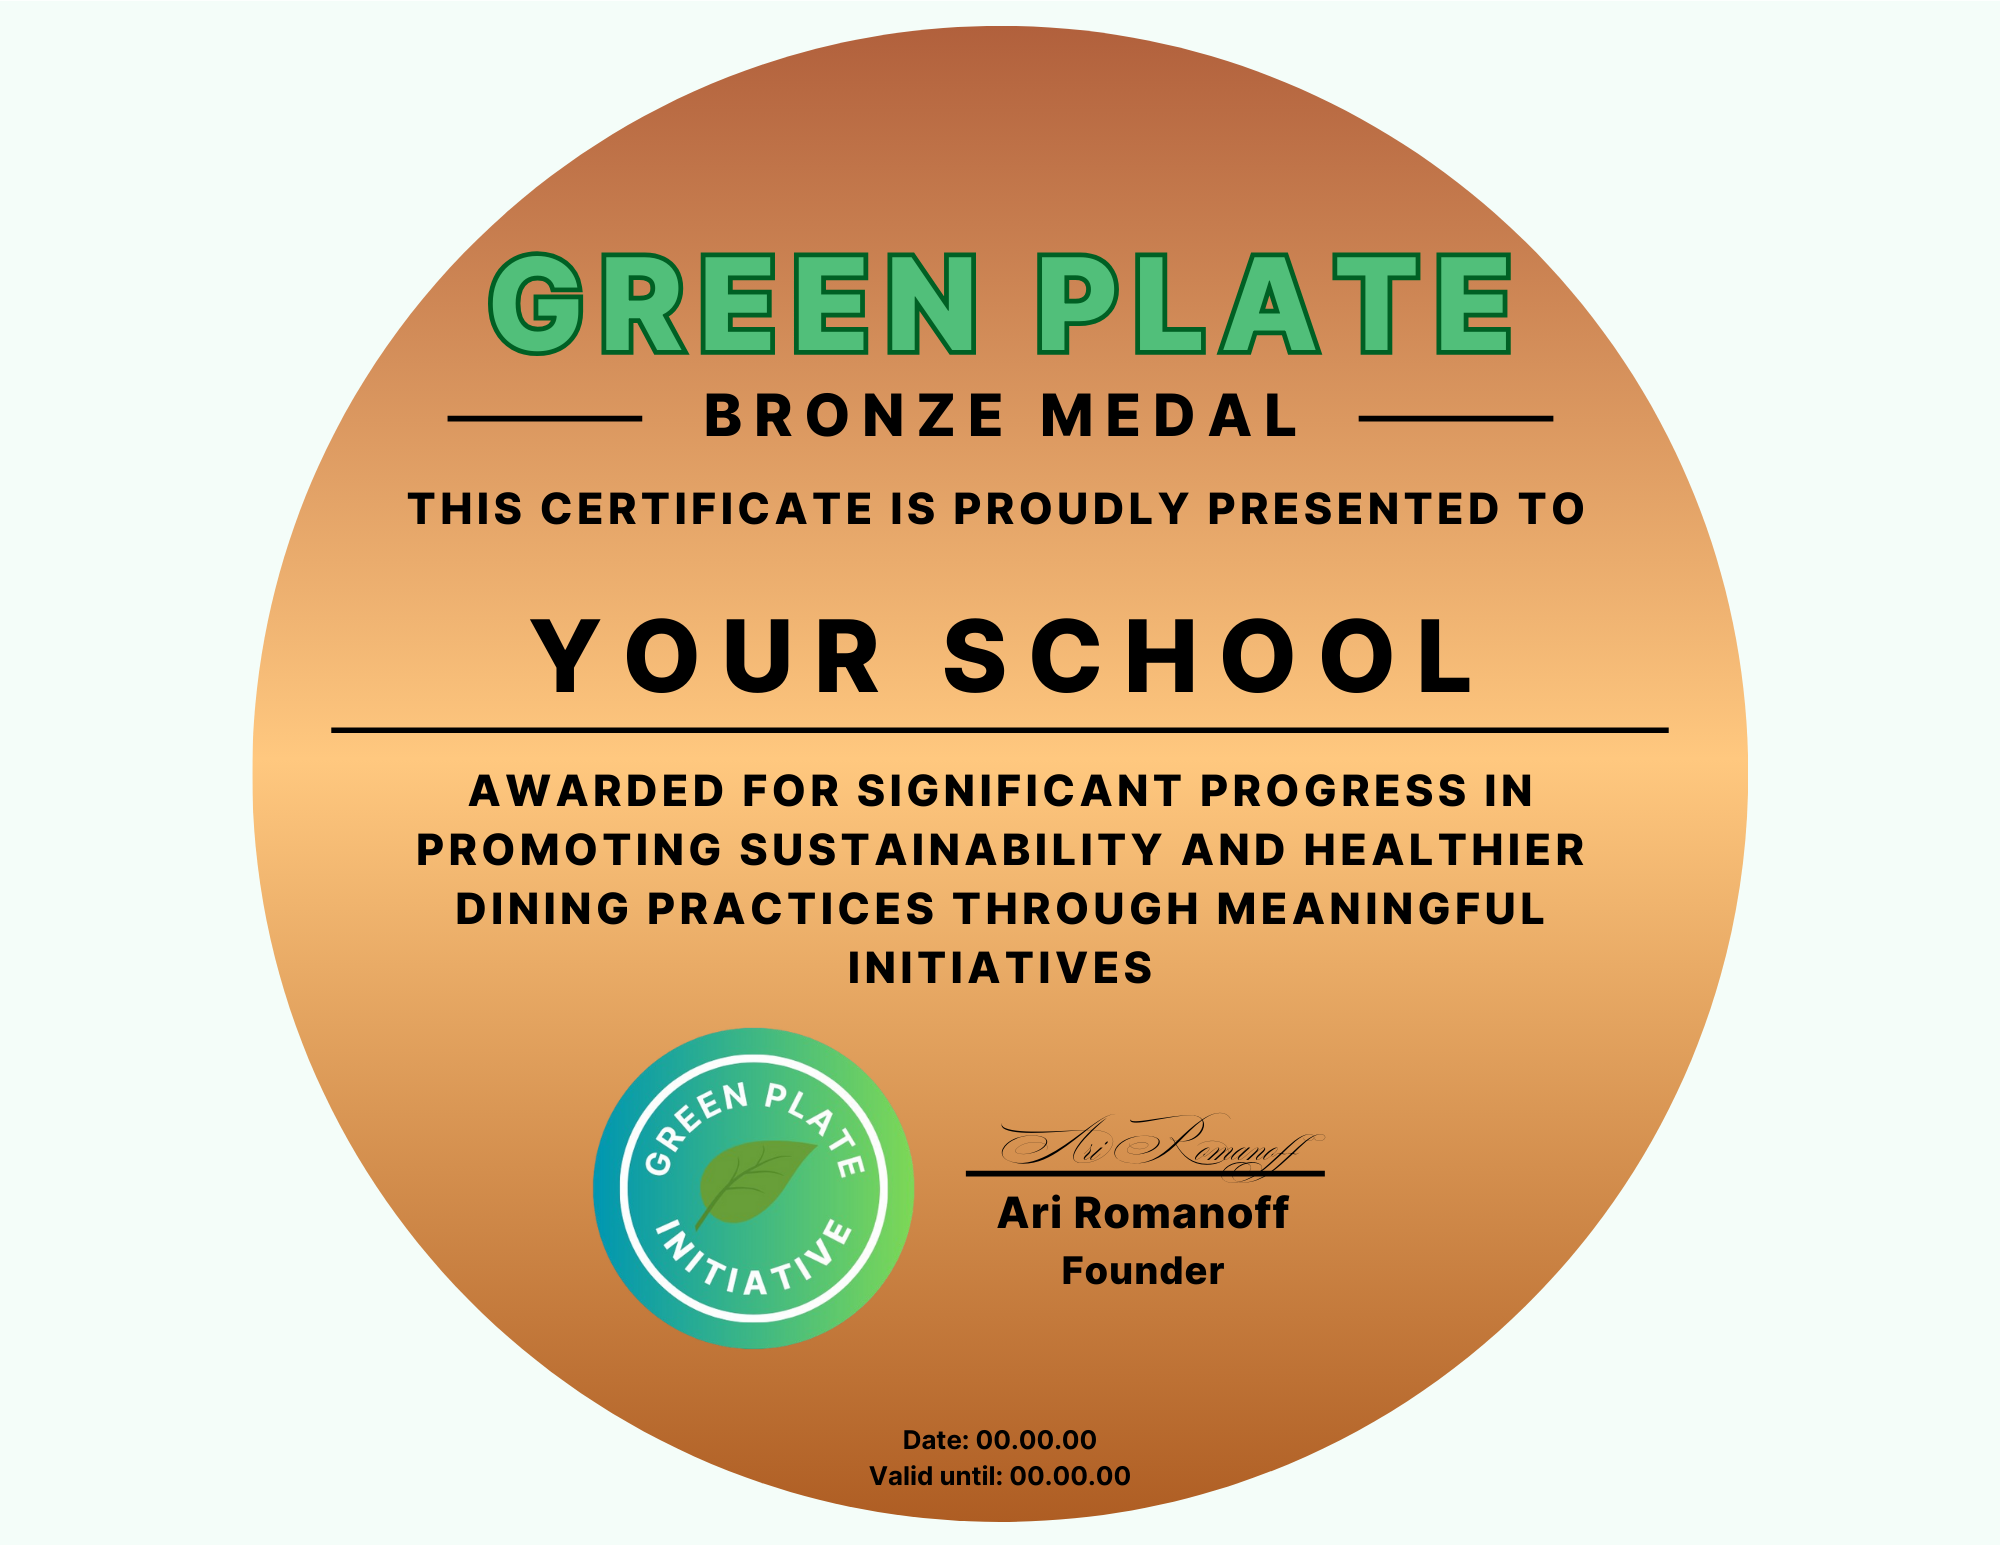 GREEN PLATE
BRONZE MEDAL
THIS CERTIFICATE IS PROUDLY PRESENTED TO
YOUR SCHOOL
AWARDED FOR SIGNIFICANT PROGRESS IN
PROMOTING SUSTAINABILITY AND HEALTHIER
DINING PRACTICES THROUGH MEANINGFUL
INITIATIVES
GREEN PLATE
INITIATIVE
Ari Romanoff
Ari Romanoff
Founder
Date: 00.00.00
Valid until: 00.00.00